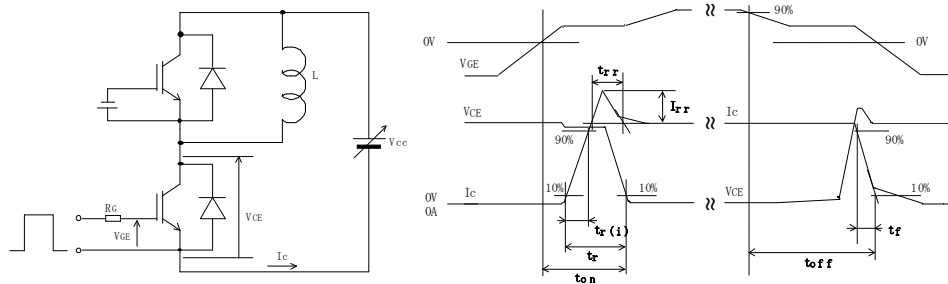 L
Vcc
RG
VGE
VCE
Ic
0V
VGE
90%
0V
trr
Irr
VCE
Ic
90%
90%
0V
0A
Ic
10%
10%
VCE
10%
tr(i)
tr
ton
tf
toff